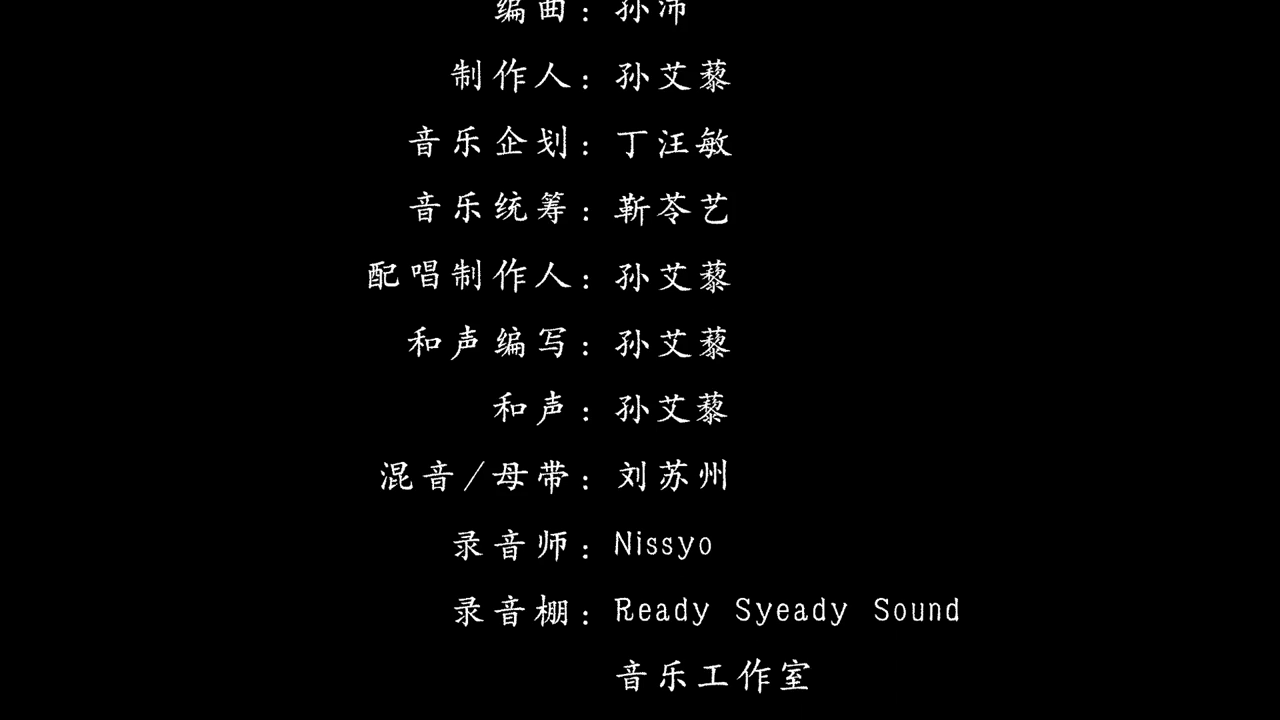 编曲：孙沛
制作人：孙艾藜
音乐企划：丁汪敏
音乐统筹：靳苓艺
配唱制作人：孙艾藜
和声编写：孙艾藜
和声：孙艾藜
混音/母带：刘苏州
录音师：Nissyo
录音棚：Ready Syeady Sound
音乐工作室